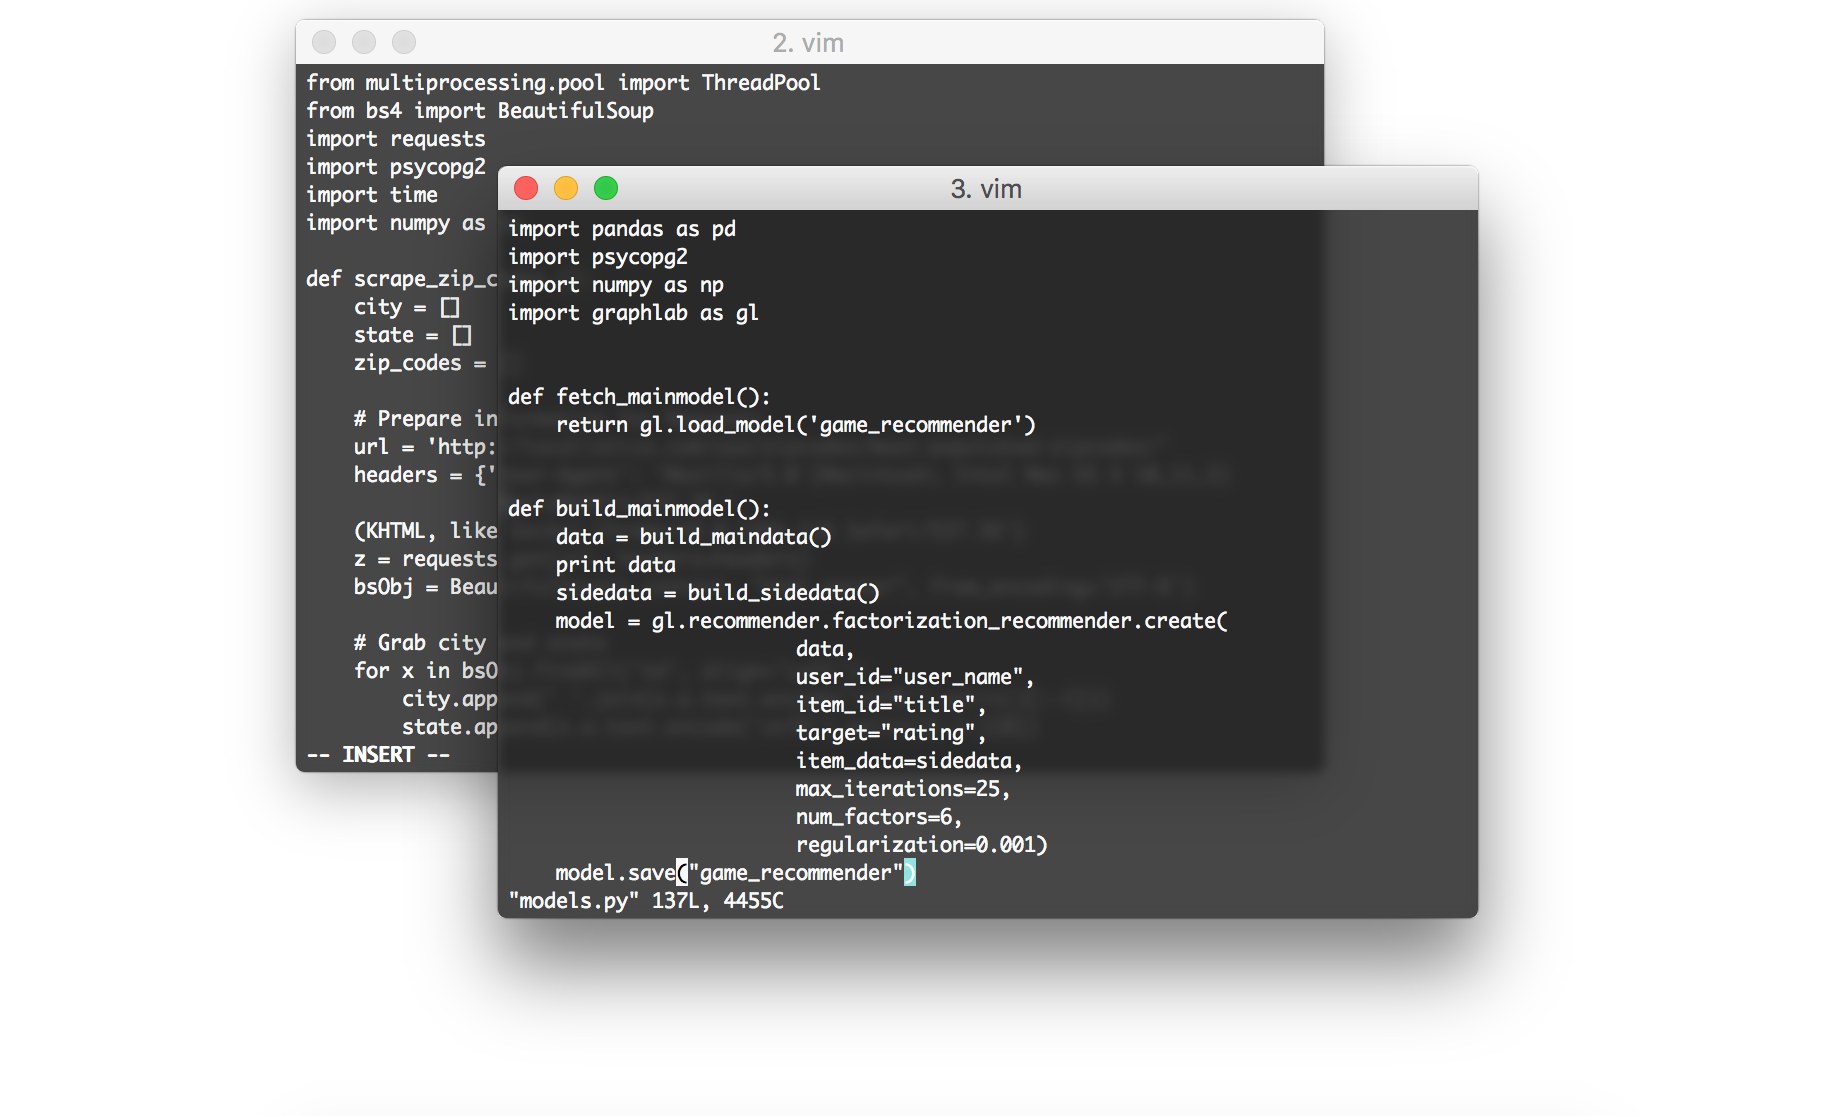 2. vim
from multiprocessing.pool import ThreadPool
from bs4 import BeautifulSoup
import requests
import psycopg2
import time
import numpy as
def scrape_zip_c
    city = []
    state = []
    zip_codes =
    # Prepare in
    url = 'http:
    headers = {'
    (KHTML, like
    z = requests
    bsObj = Beau
    # Grab city
    for x in bsO
        city.app
        state.ap
-- INSERT --
3. vim
import pandas as pd
import psycopg2
import numpy as np
import graphlab as gl
def fetch_mainmodel():
    return gl.load_model('game_recommender')
def build_mainmodel():
    data = build_maindata()
    print data
    sidedata = build_sidedata()
    model = gl.recommender.factorization_recommender.create(
                        data,
                        user_id="user_name",
                        item_id="title",
                        target="rating",
                        item_data=sidedata,
                        max_iterations=25,
                        num_factors=6,
                        regularization=0.001)
    model.save("game_recommender")
"models.py" 137L, 4455C